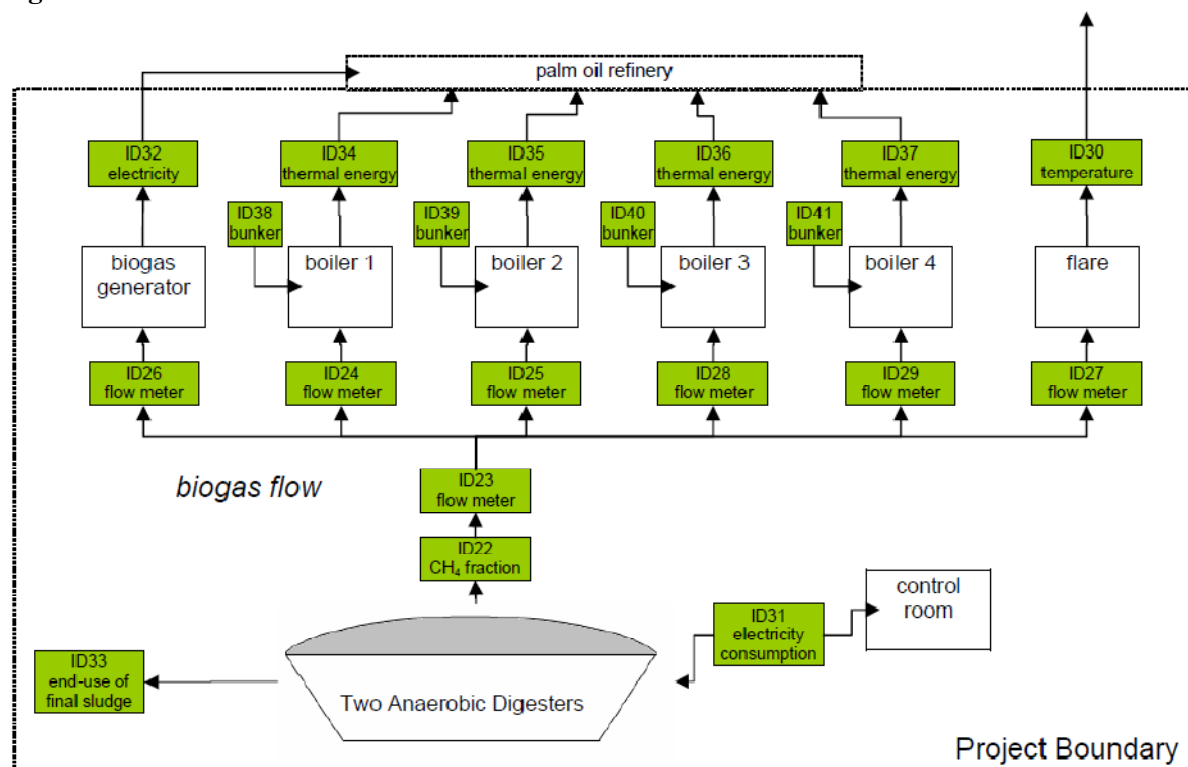 palm oil refinery
ID32
electricity
ID34
thermal energy
ID35
thermal energy
ID36
thermal energy
ID37
thermal energy
ID30
temperature
ID38
bunker
ID39
bunker
ID40
bunker
ID41
bunker
biogas
generator
boiler 1
boiler 2
boiler 3
boiler 4
flare
ID26
flow meter
ID24
flow meter
ID25
flow meter
ID28
flow meter
ID29
flow meter
ID27
flow meter
biogas flow
ID23
flow meter
ID22
CH₄ fraction
control
room
ID31
electricity
consumption
ID33
end-use of
final sludge
Two Anaerobic Digesters
Project Boundary